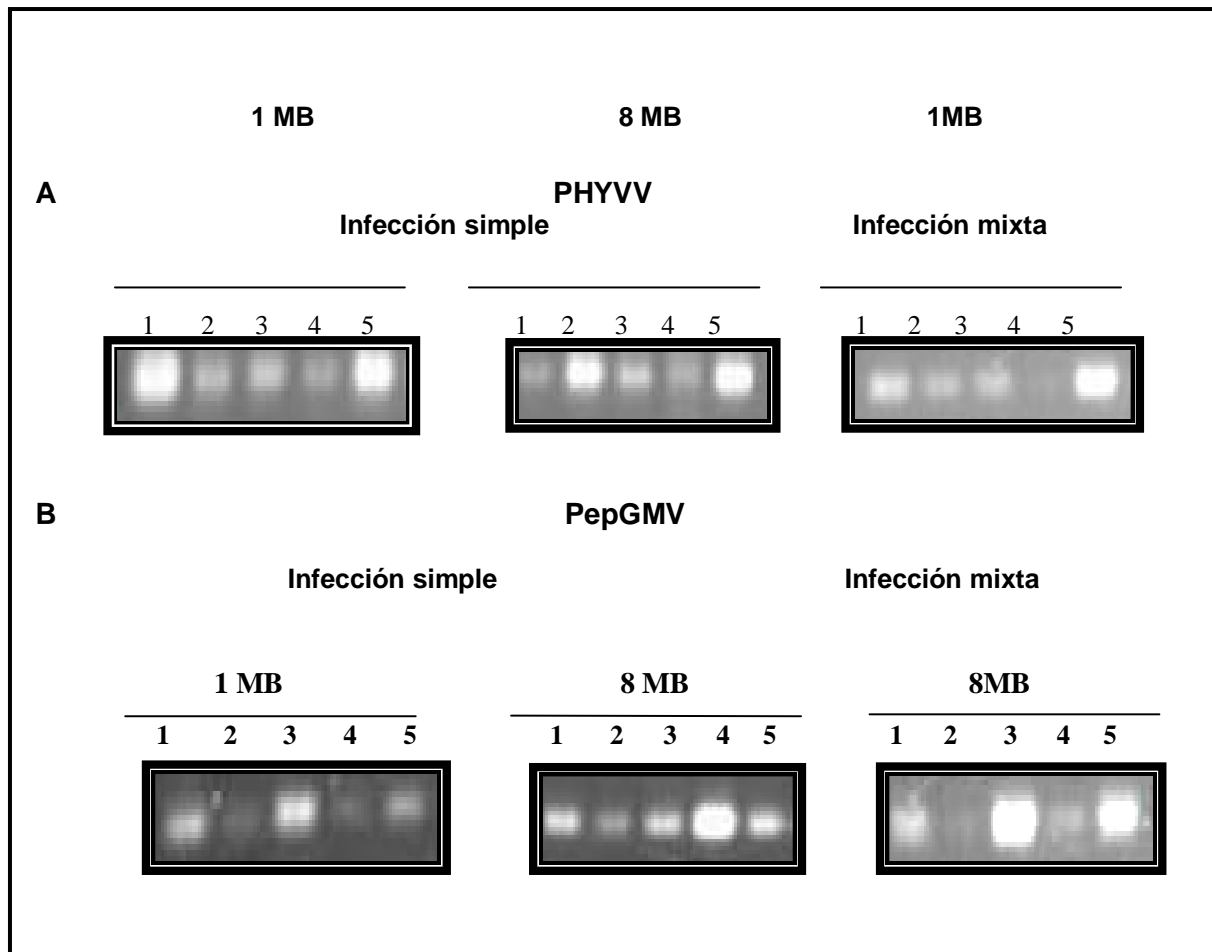 1 MB 8 MB 1MB
A PHYVV
Infección simple Infección mixta
1 2 3 4 5 1 2 3 4 5 1 2 3 4 5
B PepGMV
Infección simple Infección mixta
1 MB 8 MB 8MB
1 2 3 4 5 1 2 3 4 5 1 2 3 4 5